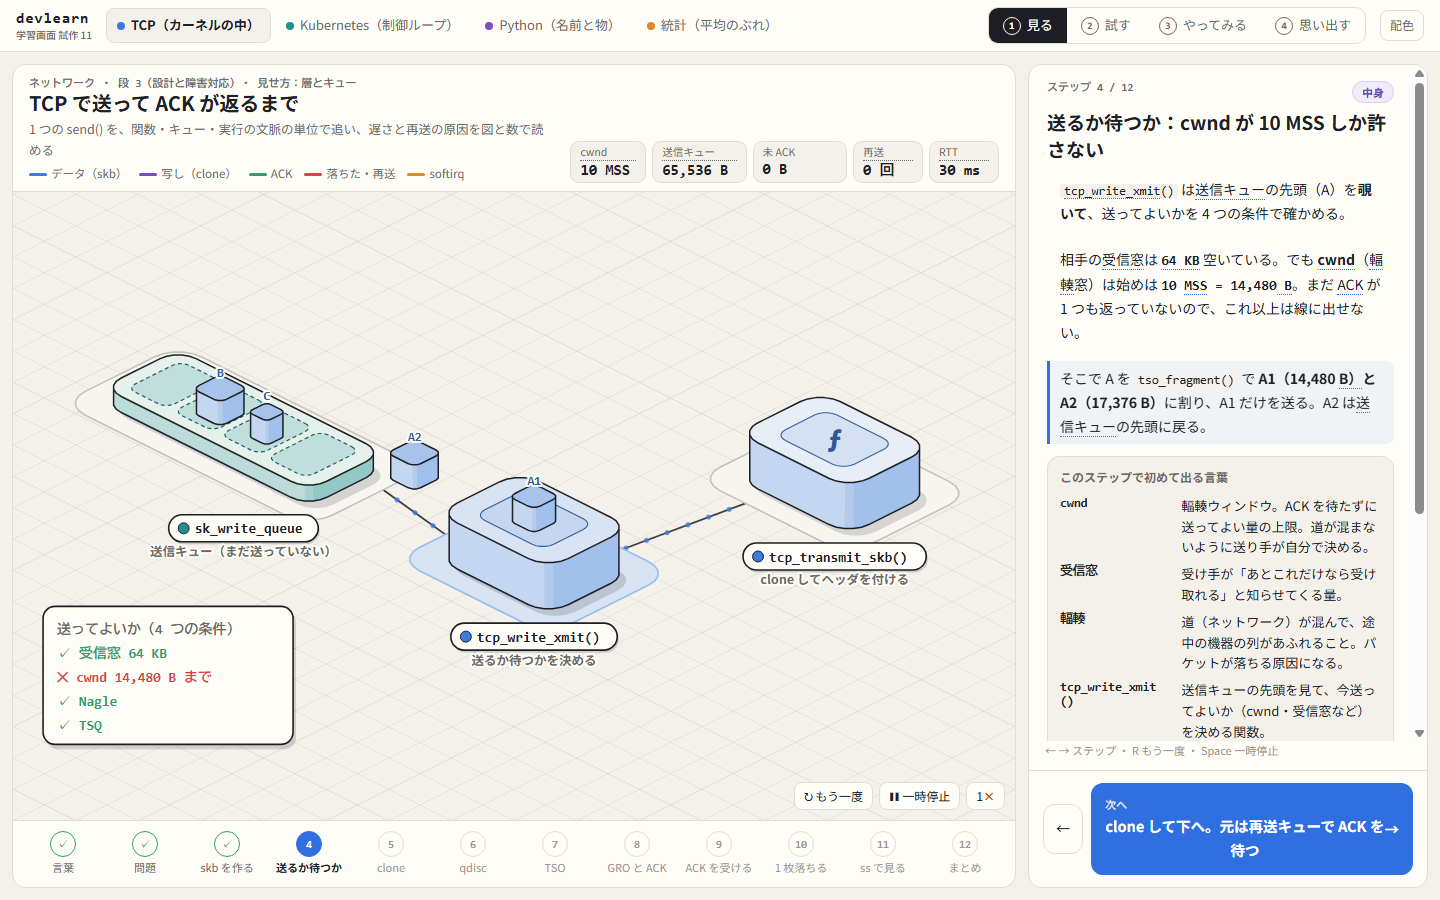 devlearn
学習画面 試作 11
TCP（カーネルの中）
Kubernetes（制御ループ）
Python（名前と物）
統計（平均のぶれ）
1 見る
2 試す
3 やってみる
4 思い出す
配色
ネットワーク ・ 段 3（設計と障害対応）・ 見せ方：層とキュー
TCP で送って ACK が返るまで
1 つの send() を、関数・キュー・実行の文脈の単位で追い、遅さと再送の原因を図と数で読
める
データ（skb）
写し（clone）
ACK
落ちた・再送
softirq
cwnd
10 MSS
送信キュー
65,536 B
未 ACK
0 B
再送
0 回
RTT
30 ms
B
C
A2
A1
f
sk_write_queue
送信キュー（まだ送っていない）
tcp_write_xmit()
送るか待つかを決める
tcp_transmit_skb()
clone してヘッダを付ける
送ってよいか（4 つの条件）
✓ 受信窓 64 KB
✕ cwnd 14,480 B まで
✓ Nagle
✓ TSQ
↻ もう一度
一時停止
1×
✓
言葉
✓
問題
✓
skb を作る
4
送るか待つか
5
clone
6
qdisc
7
TSO
8
GRO と ACK
9
ACK を受ける
10
1 枚落ちる
11
ss で見る
12
まとめ
ステップ 4 / 12
中身
送るか待つか：cwnd が 10 MSS しか許
さない
tcp_write_xmit() は送信キューの先頭（A）を覗
いて、送ってよいかを 4 つの条件で確かめる。
相手の受信窓は 64 KB 空いている。でも cwnd（輻
輳窓）は始めは 10 MSS = 14,480 B。まだ ACK が
1 つも返っていないので、これ以上は線に出せな
い。
そこで A を tso_fragment() で A1（14,480 B）と
A2（17,376 B）に割り、A1 だけを送る。A2 は送
信キューの先頭に戻る。
このステップで初めて出る言葉
cwnd
輻輳ウィンドウ。ACK を待たずに
送ってよい量の上限。道が混まな
いように送り手が自分で決める。
受信窓
受け手が「あとこれだけなら受け
取れる」と知らせてくる量。
輻輳
道（ネットワーク）が混んで、途
中の機器の列があふれること。パ
ケットが落ちる原因になる。
tcp_write_xmit
()
送信キューの先頭を見て、今送っ
てよいか（cwnd・受信窓など）
を決める関数。
←→ ステップ ・ R もう一度 ・ Space 一時停止
←
次へ
clone して下へ。元は再送キューで ACK を
待つ
→